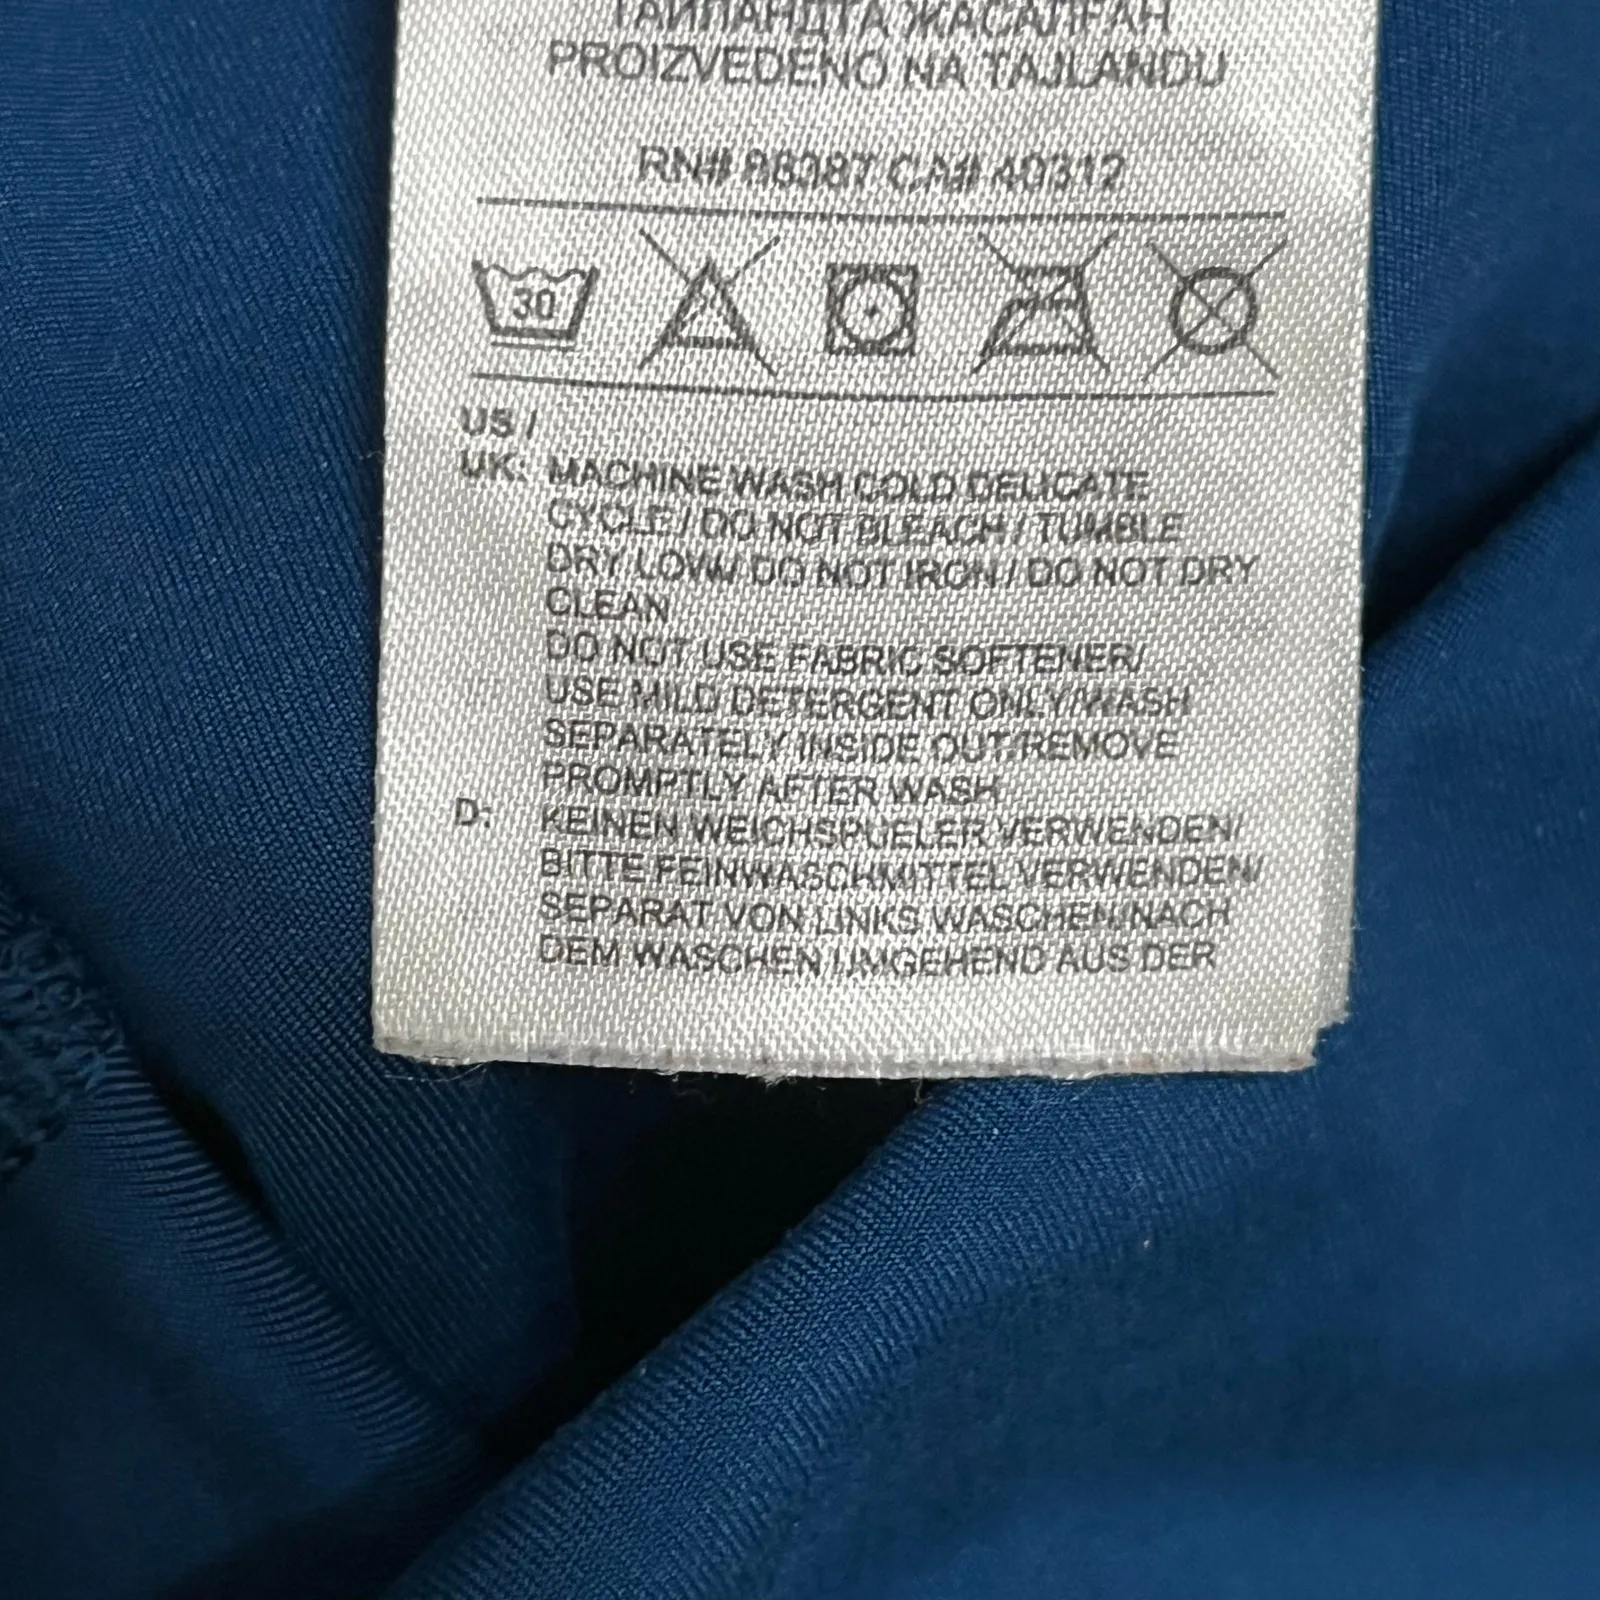 ТАЙЛАНДТА ЖАСАЛҒАН
PROIZVEDENO NA TAJLANDU
RN# 88387 CA# 40312
30
US /
UK: MACHINE WASH COLD DELICATE
CYCLE / DO NOT BLEACH / TUMBLE
DRY LOW/ DO NOT IRON / DO NOT DRY
CLEAN
DO NOT USE FABRIC SOFTENER/
USE MILD DETERGENT ONLY/WASH
SEPARATELY/ INSIDE OUT/REMOVE
PROMPTLY AFTER WASH
D: KEINEN WEICHSPUELER VERWENDEN/
BITTE FEINWASCHMITTEL VERWENDEN/
SEPARAT VON LINKS WASCHEN/NACH
DEM WASCHEN UMGEHEND AUS DER